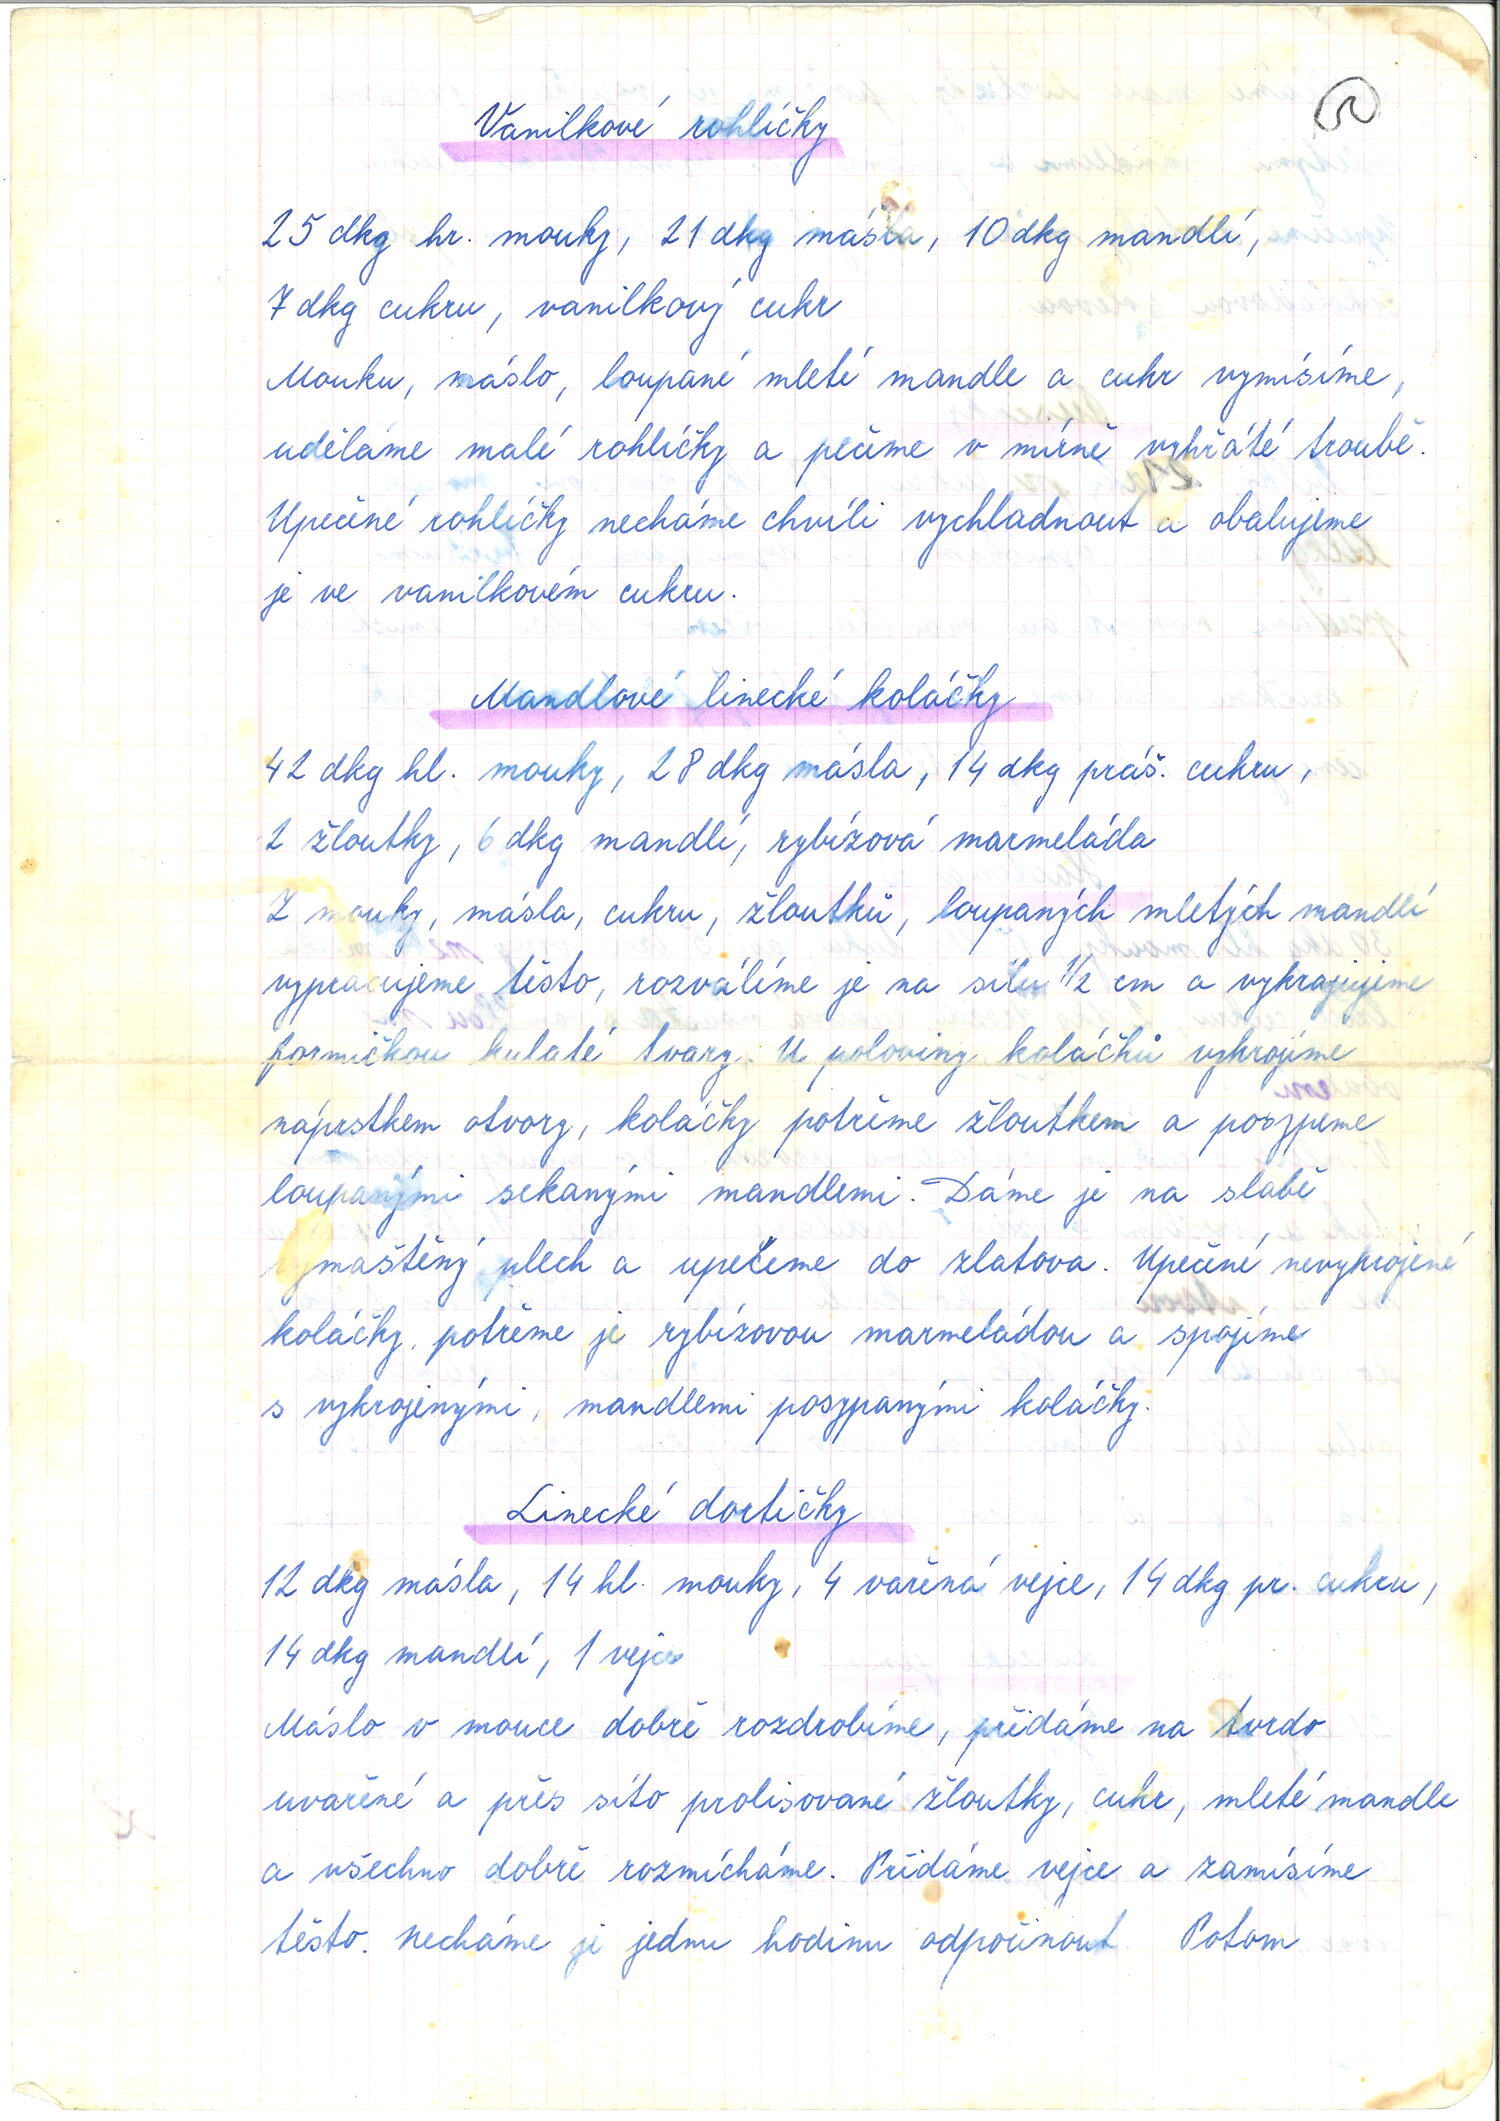 Vanilkové rohlíčky
25 dkg hr. mouky, 21 dkg másla, 10 dkg mandlí,
7 dkg cukru, vanilkový cukr
Mouku, máslo, loupané mleté mandle a cukr vymísíme,
uděláme malé rohlíčky a pečeme v mírně vyhřáté troubě.
Upečené rohlíčky necháme chvíli vychladnout a obalujeme
je ve vanilkovém cukru.
Mandlové linecké koláčky
42 dkg hl. mouky, 28 dkg másla, 14 dkg práš. cukru,
2 žloutky, 6 dkg mandlí, rybízová marmeláda
Z mouky, másla, cukru, žloutků, loupaných mletých mandlí
vypracujeme těsto, rozválíme je na sílu 1/2 cm a vykrajujeme
formičkou kulaté tvary. U poloviny koláčků vykrojíme
náprstkem otvory, koláčky potřeme žloutkem a posypeme
loupanými sekanými mandlemi. Dáme je na slabě
vymaštěný plech a upečeme do zlatova. Upečené nevykrojené
koláčky, potřeme je rybízovou marmeládou a spojíme
s vykrojenými, mandlemi posypanými koláčky.
Linecké dortíčky
12 dkg másla, 14 hl. mouky, 4 vařená vejce, 14 dkg pr. cukru,
14 dkg mandlí, 1 vejce
Máslo v mouce dobře rozdrobíme, přidáme na tvrdo
uvařené a přes síto prolisované žloutky, cukr, mleté mandle
a všechno dobře rozmícháme. Přidáme vejce a zamísíme
těsto. Necháme je jednu hodinu odpočinout. Potom